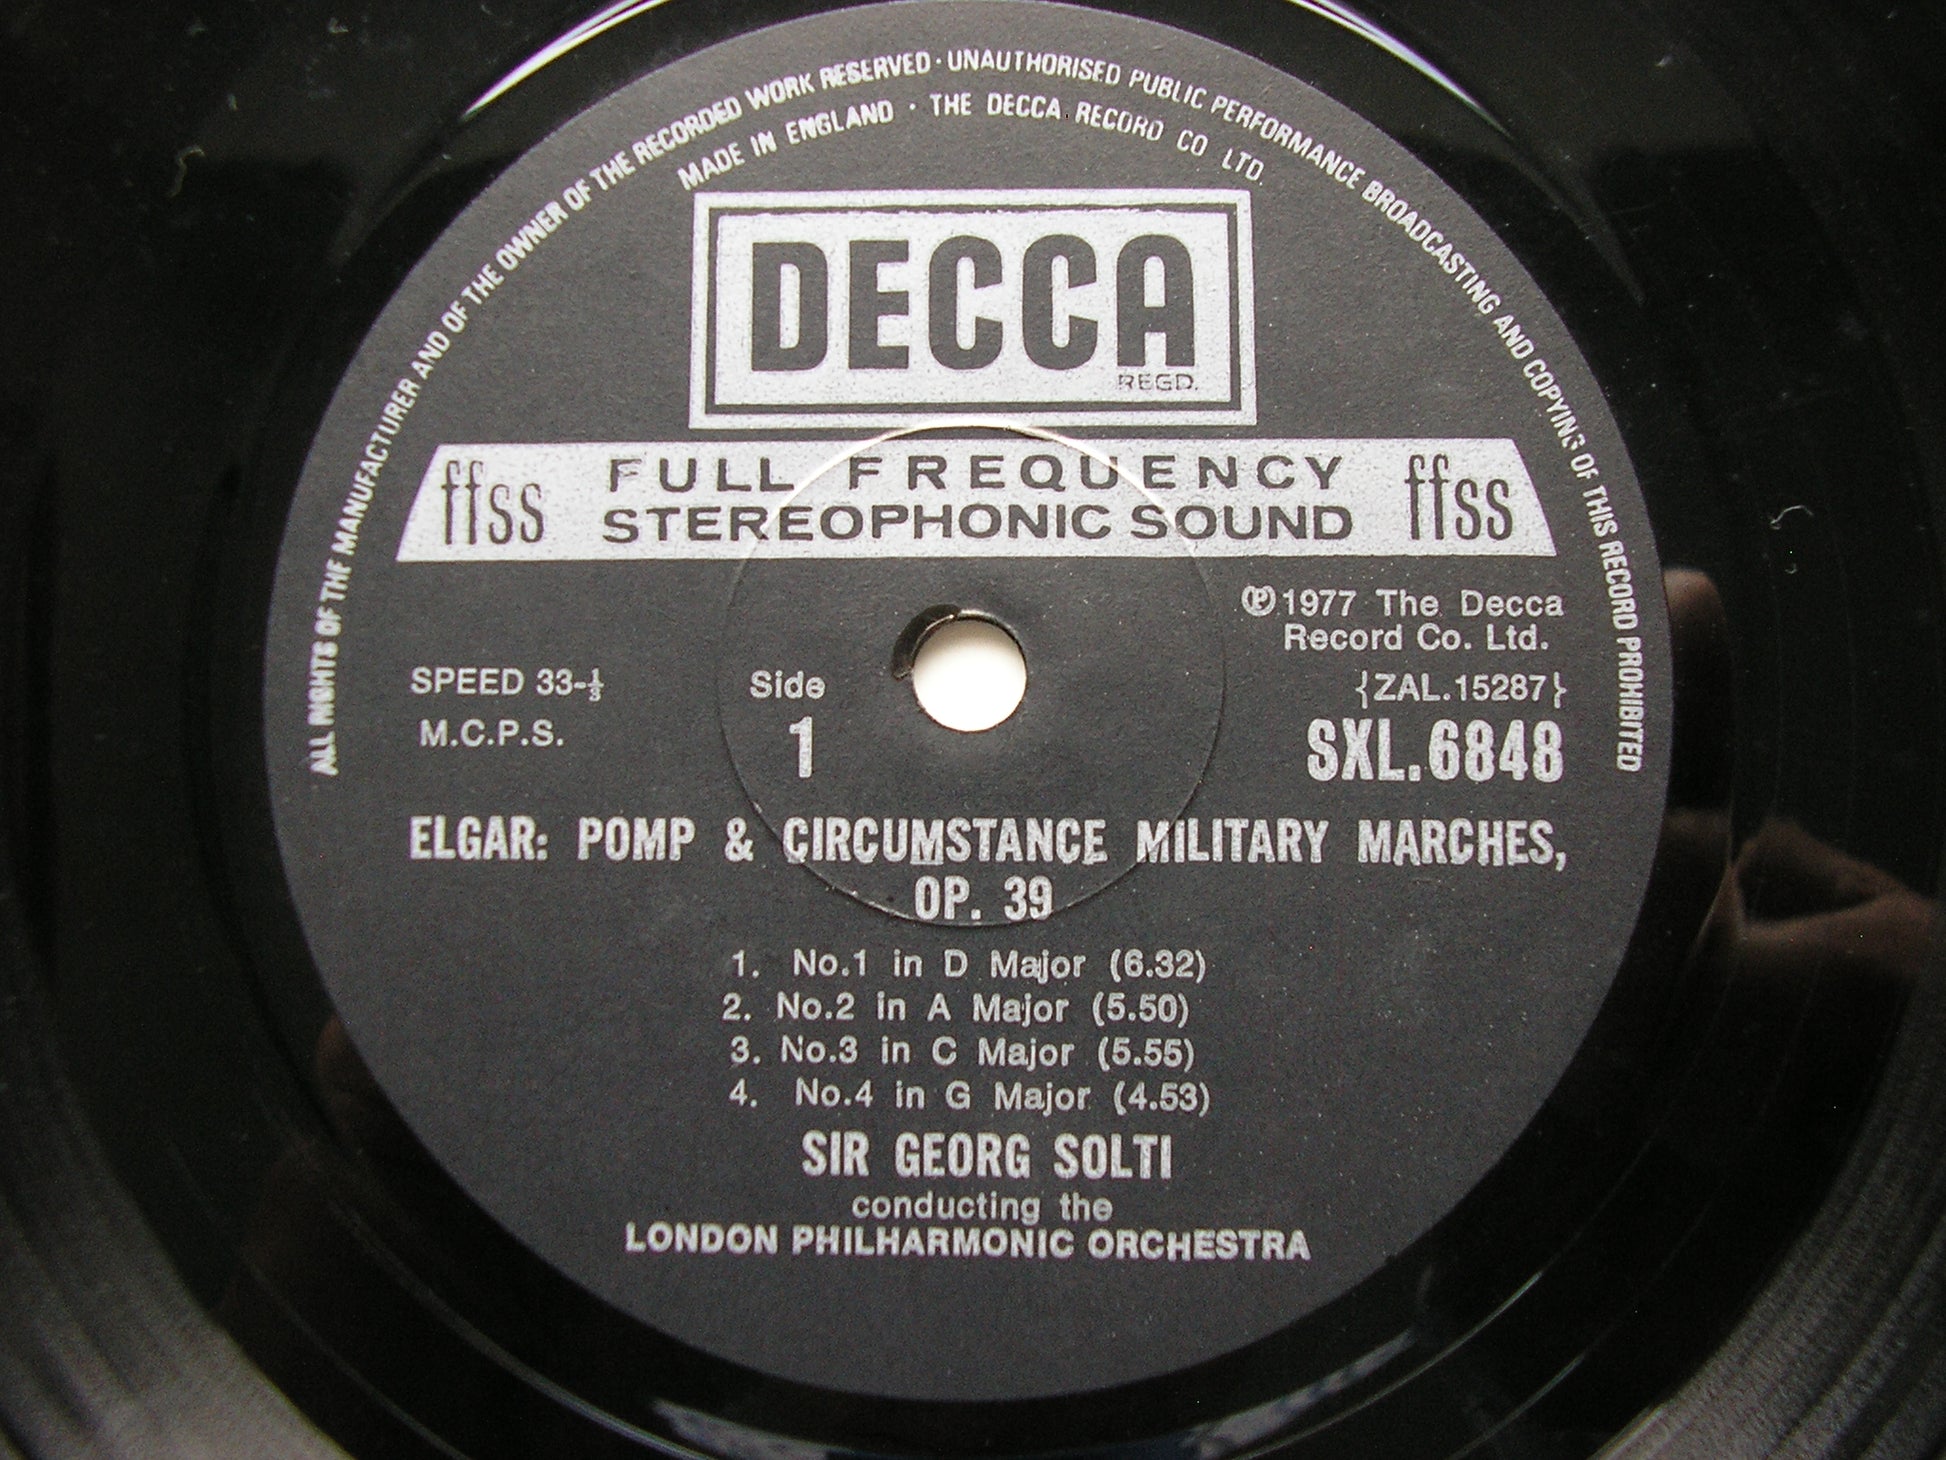 ALL RIGHTS OF THE MANUFACTURER AND OF THE OWNER OF THE RECORDED WORK RESERVED · UNAUTHORISED PUBLIC PERFORMANCE BROADCASTING AND COPYING OF THIS RECORD PROHIBITED
MADE IN ENGLAND · THE DECCA RECORD CO LTD.
DECCA
REGD.
ffss FULL FREQUENCY STEREOPHONIC SOUND ffss
℗1977 The Decca
Record Co. Ltd.
SPEED 33-⅓ Side {ZAL.15287}
M.C.P.S. 1 SXL.6848
ELGAR: POMP & CIRCUMSTANCE MILITARY MARCHES,
OP. 39
1. No.1 in D Major (6.32)
2. No.2 in A Major (5.50)
3. No.3 in C Major (5.55)
4. No.4 in G Major (4.53)
SIR GEORG SOLTI
conducting the
LONDON PHILHARMONIC ORCHESTRA